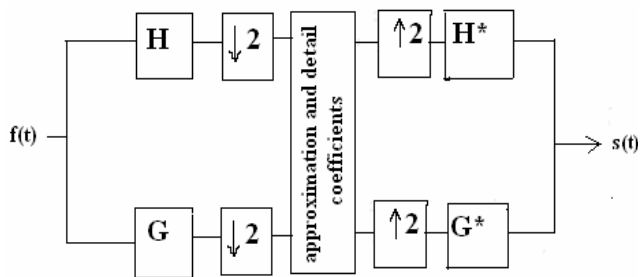 H
↓2
approximation and detail
coefficients
↑2
H*
f(t)
s(t)
G
↓2
↑2
G*